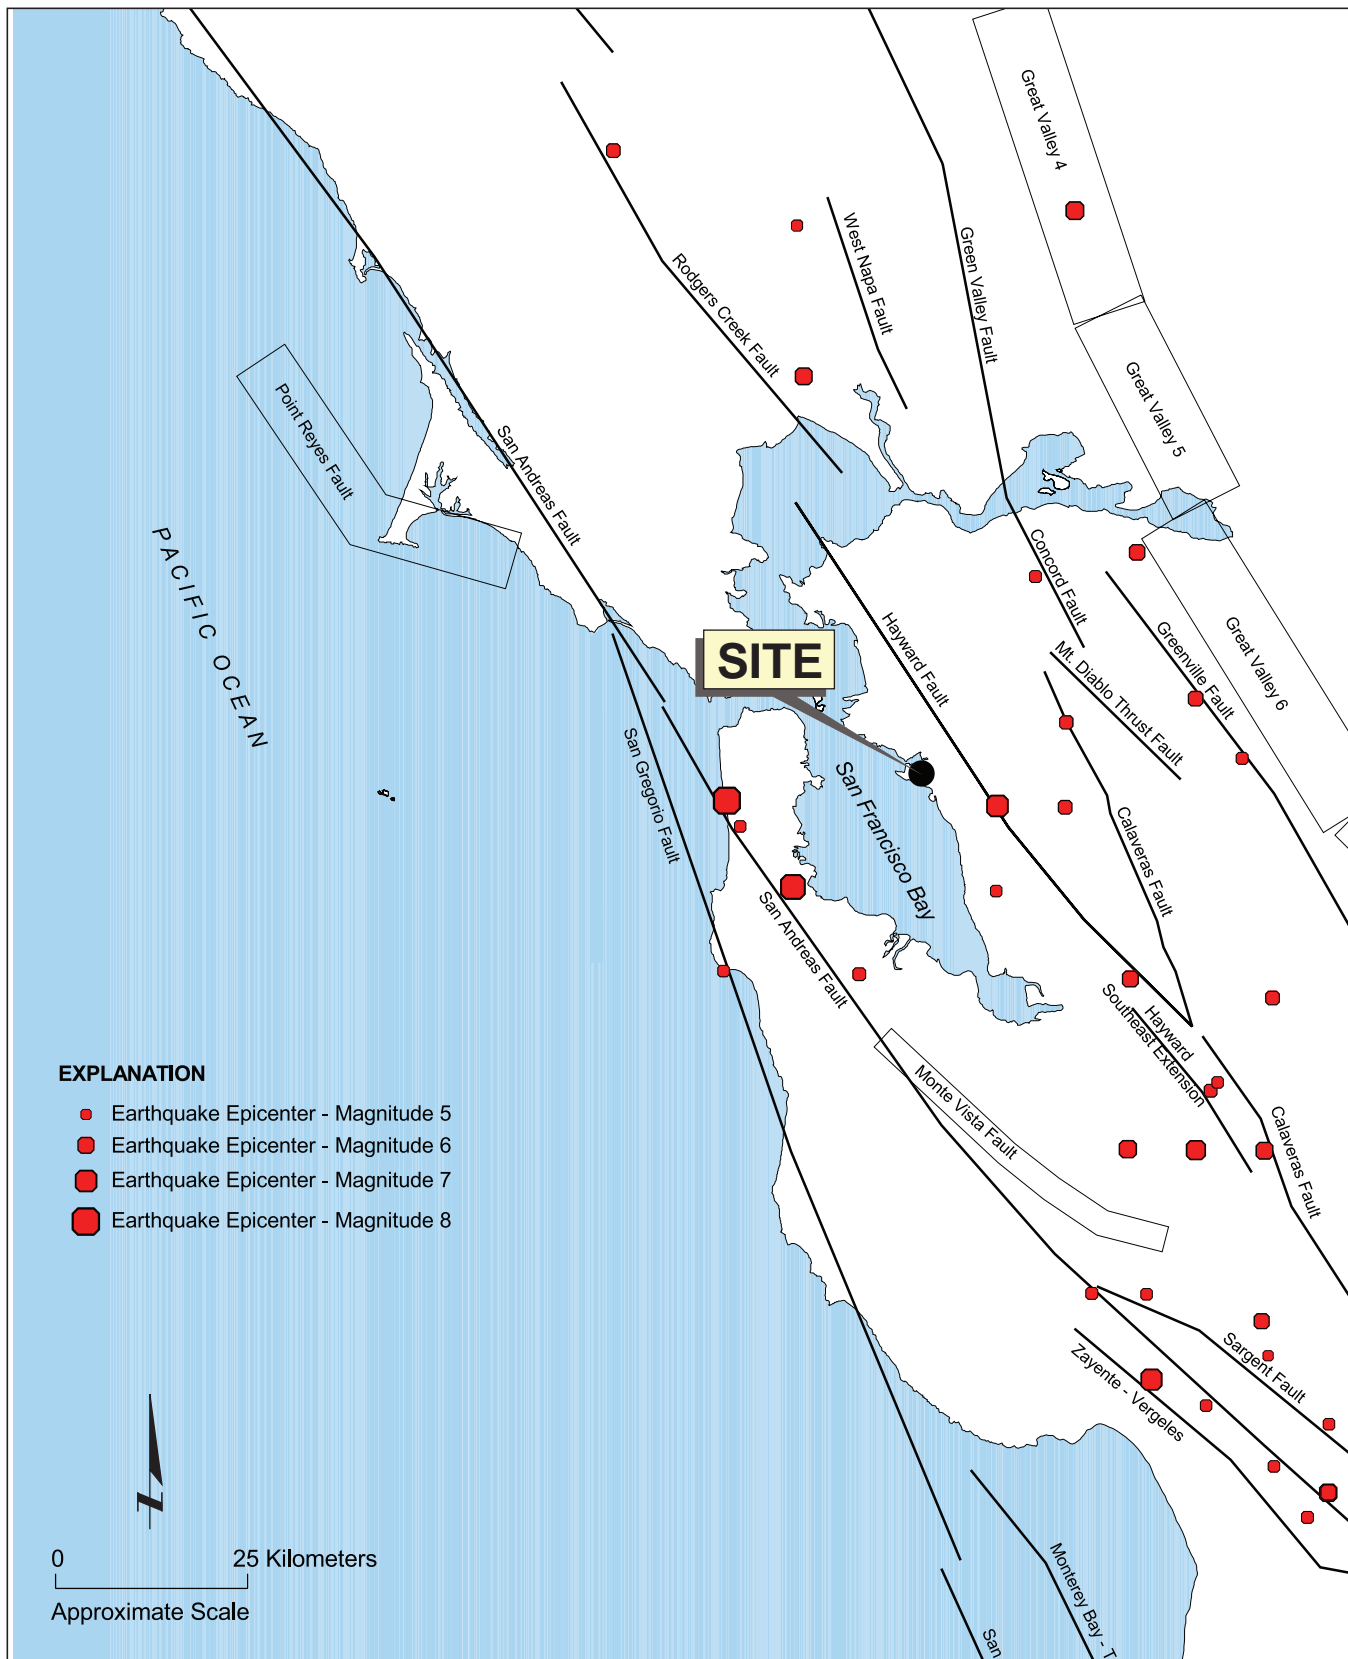 Great Valley 4
West Napa Fault
Green Valley Fault
Rodgers Creek Fault
Great Valley 5
Point Reyes Fault
San Andreas Fault
PACIFIC OCEAN
Concord Fault
Hayward Fault
SITE
Mt. Diablo Thrust Fault
Greenville Fault
Great Valley 6
San Gregorio Fault
San Francisco Bay
Calaveras Fault
San Andreas Fault
Hayward
Southeast Extension
Monte Vista Fault
Calaveras Fault
EXPLANATION
Earthquake Epicenter - Magnitude 5
Earthquake Epicenter - Magnitude 6
Earthquake Epicenter - Magnitude 7
Earthquake Epicenter - Magnitude 8
Sargent Fault
Zayente - Vergeles
Z
0 25 Kilometers
Approximate Scale
Monterey Bay - T
San